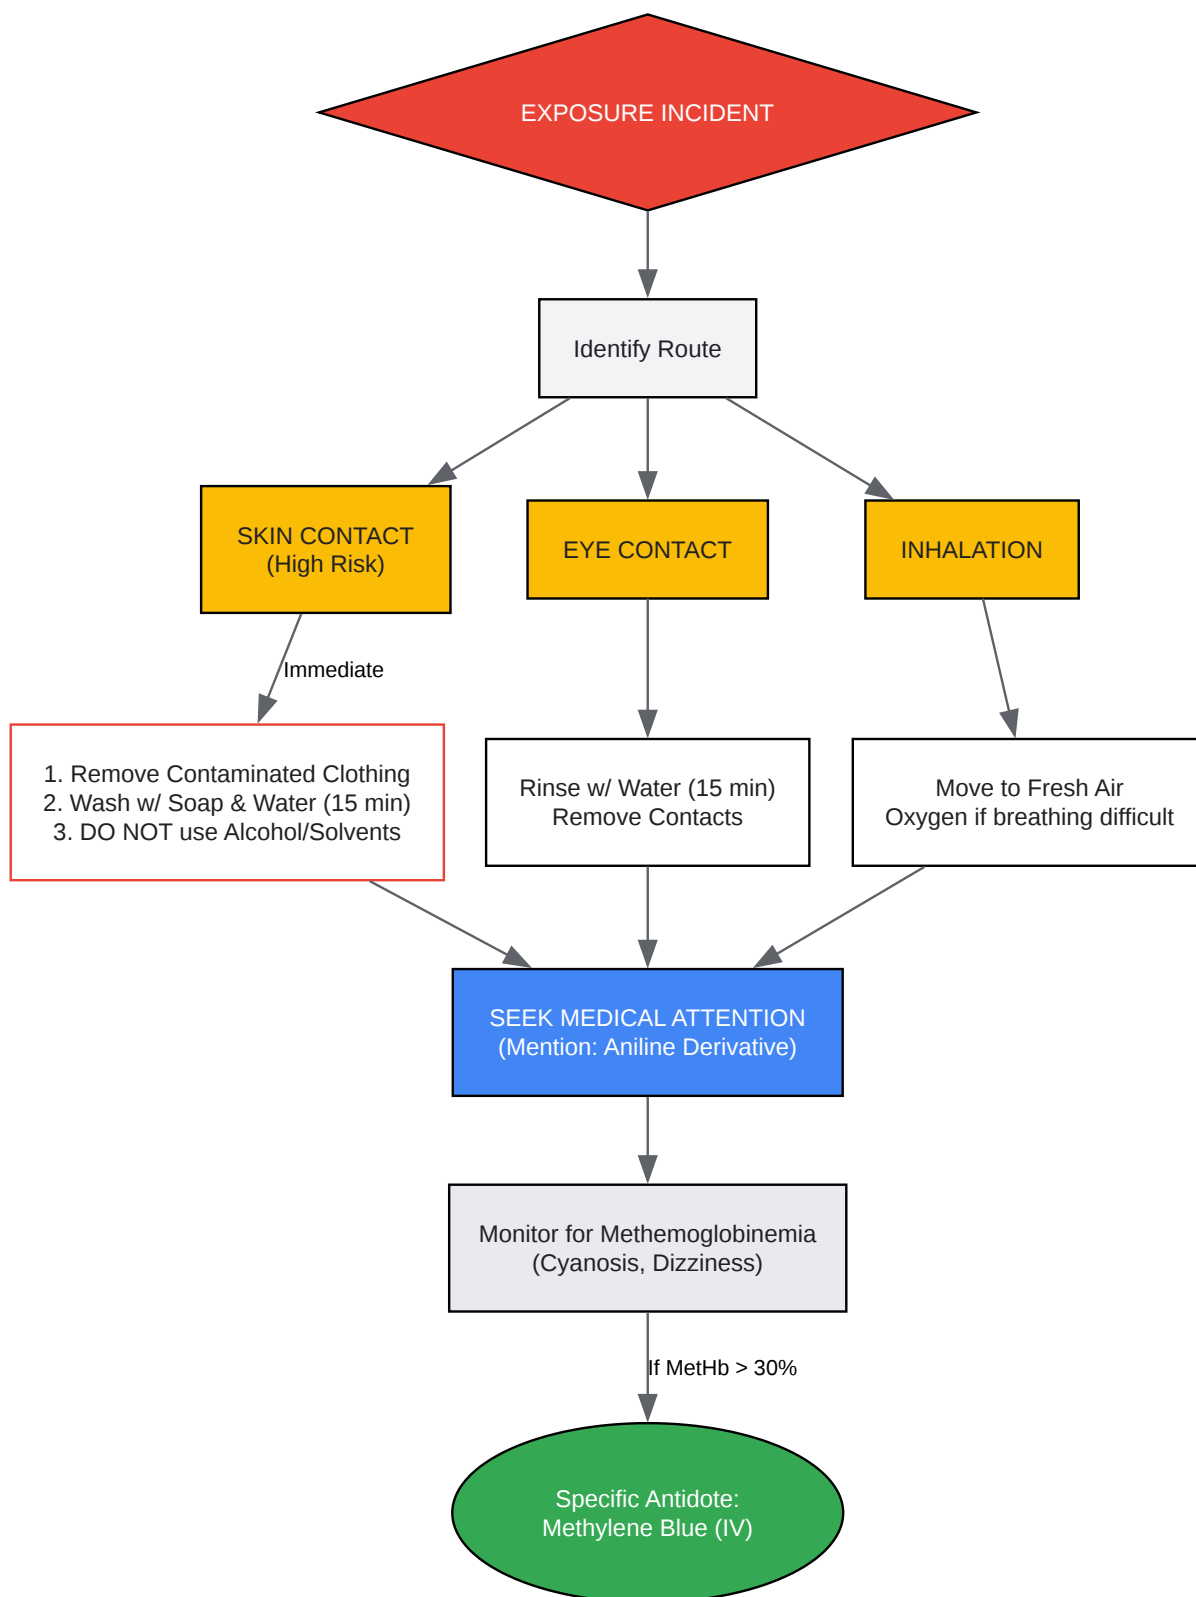 EXPOSURE INCIDENT
Identify Route
SKIN CONTACT
(High Risk)
EYE CONTACT
INHALATION
Immediate
1. Remove Contaminated Clothing
2. Wash w/ Soap & Water (15 min)
3. DO NOT use Alcohol/Solvents
Rinse w/ Water (15 min)
Remove Contacts
Move to Fresh Air
Oxygen if breathing difficult
SEEK MEDICAL ATTENTION
(Mention: Aniline Derivative)
Monitor for Methemoglobinemia
(Cyanosis, Dizziness)
If MetHb > 30%
Specific Antidote:
Methylene Blue (IV)